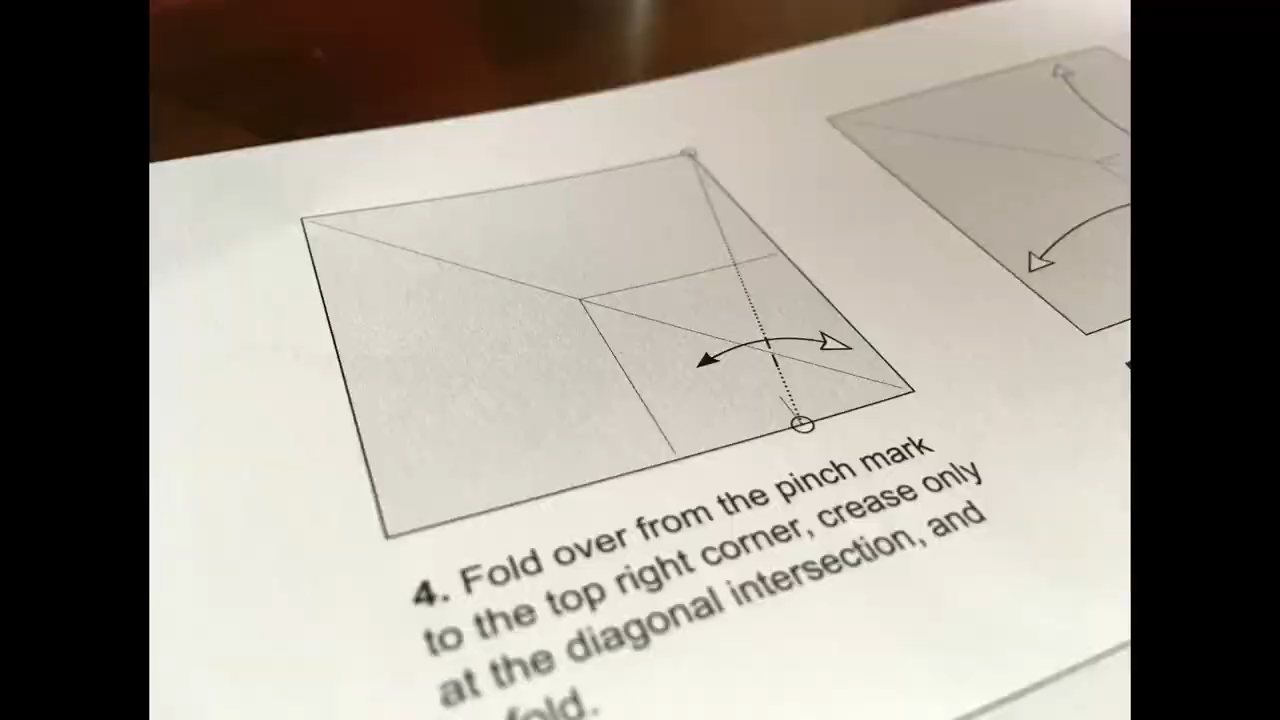 4. Fold over from the pinch mark
to the top right corner, crease only
at the diagonal intersection, and